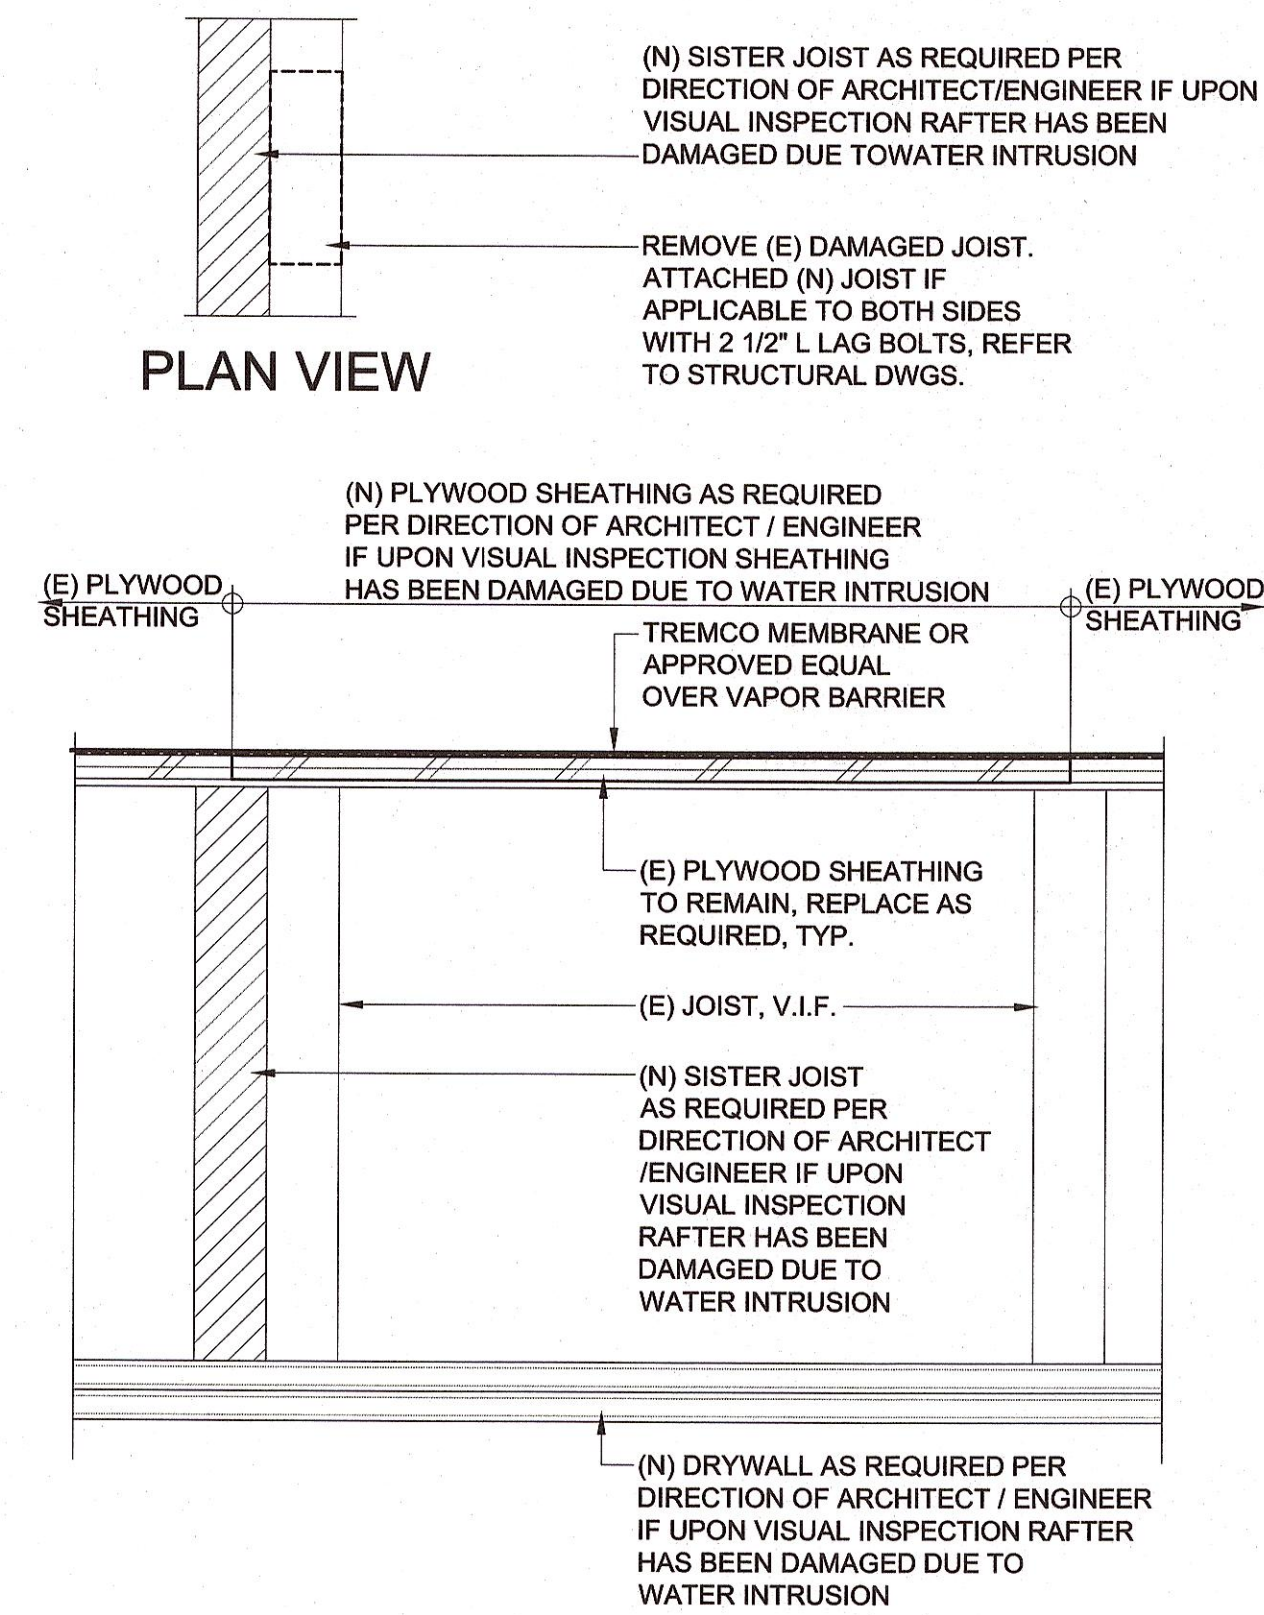 (N) SISTER JOIST AS REQUIRED PER
DIRECTION OF ARCHITECT/ENGINEER IF UPON
VISUAL INSPECTION RAFTER HAS BEEN
DAMAGED DUE TOWATER INTRUSION
REMOVE (E) DAMAGED JOIST.
ATTACHED (N) JOIST IF
APPLICABLE TO BOTH SIDES
WITH 2 1/2" L LAG BOLTS, REFER
TO STRUCTURAL DWGS.
PLAN VIEW
(N) PLYWOOD SHEATHING AS REQUIRED
PER DIRECTION OF ARCHITECT / ENGINEER
IF UPON VISUAL INSPECTION SHEATHING
HAS BEEN DAMAGED DUE TO WATER INTRUSION
(E) PLYWOOD
SHEATHING
(E) PLYWOOD
SHEATHING
TREMCO MEMBRANE OR
APPROVED EQUAL
OVER VAPOR BARRIER
(E) PLYWOOD SHEATHING
TO REMAIN, REPLACE AS
REQUIRED, TYP.
(E) JOIST, V.I.F.
(N) SISTER JOIST
AS REQUIRED PER
DIRECTION OF ARCHITECT
/ENGINEER IF UPON
VISUAL INSPECTION
RAFTER HAS BEEN
DAMAGED DUE TO
WATER INTRUSION
(N) DRYWALL AS REQUIRED PER
DIRECTION OF ARCHITECT / ENGINEER
IF UPON VISUAL INSPECTION RAFTER
HAS BEEN DAMAGED DUE TO
WATER INTRUSION